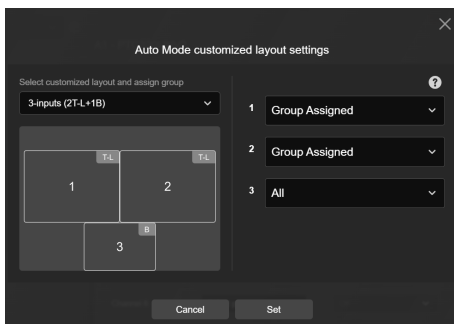 Auto Mode customized layout settings
Select customized layout and assign group
3-inputs (2T-L+1B)
T-L
T-L
1
2
B
3
1 Group Assigned
2 Group Assigned
3 All
Cancel
Set